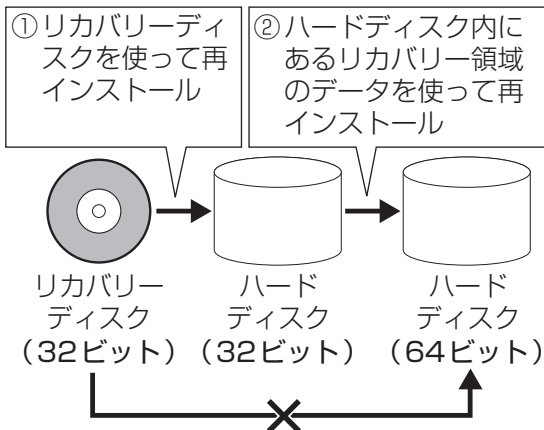 ①リカバリーディ
スクを使って再
インストール
②ハードディスク内に
あるリカバリー領域
のデータを使って再
インストール
リカバリー
ディスク
（32ビット）
ハード
ディスク
（32ビット）
ハード
ディスク
（64ビット）